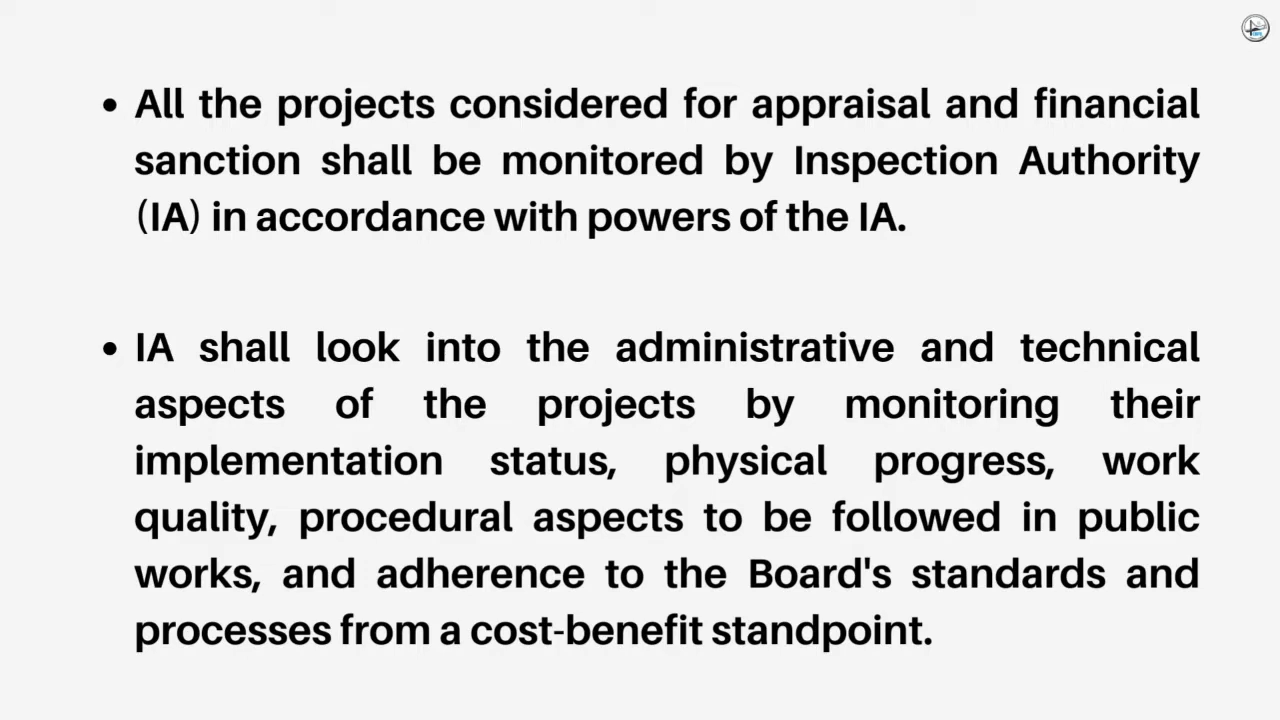 • All the projects considered for appraisal and financial
sanction shall be monitored by Inspection Authority
(IA) in accordance with powers of the IA.
• IA shall look into the administrative and technical
aspects of the projects by monitoring their
implementation status, physical progress, work
quality, procedural aspects to be followed in public
works, and adherence to the Board's standards and
processes from a cost-benefit standpoint.